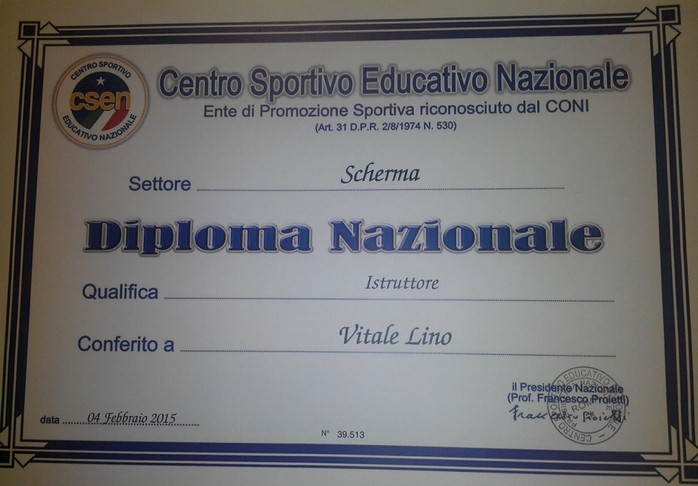 CENTRO SPORTIVO
csen
EDUCATIVO NAZIONALE
Centro Sportivo Educativo Nazionale
Ente di Promozione Sportiva riconosciuto dal CONI
(Art. 31 D.P.R. 2/8/1974 N. 530)
Settore Scherma
Diploma Nazionale
Qualifica Istruttore
Conferito a Vitale Lino
il Presidente Nazionale
(Prof. Francesco Proietti)
data 04 Febbraio 2015
N° 39.513